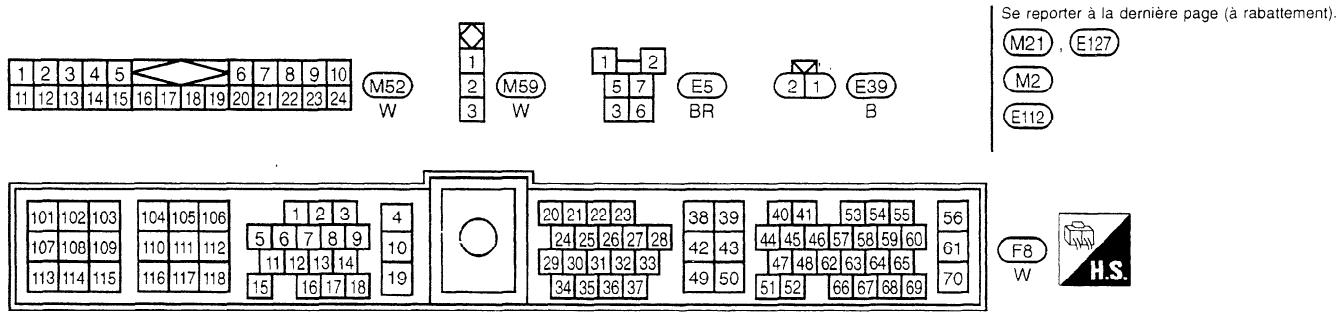 Se reporter à la dernière page (à rabattement).
M21 , E127
M2
E112
1 2 3 4 5 6 7 8 9 10
11 12 13 14 15 16 17 18 19 20 21 22 23 24
M52
W
1
2
3
M59
W
1 2
5 7
3 6
E5
BR
2 1
E39
B
101 102 103 104 105 106 1 2 3 4 20 21 22 23 38 39 40 41 53 54 55 56
107 108 109 110 111 112 5 6 7 8 9 10 24 25 26 27 28 42 43 44 45 46 57 58 59 60 61
113 114 115 116 117 118 11 12 13 14 19 29 30 31 32 33 49 50 47 48 62 63 64 65 70
15 16 17 18 34 35 36 37 51 52 66 67 68 69
F8
W
H.S.